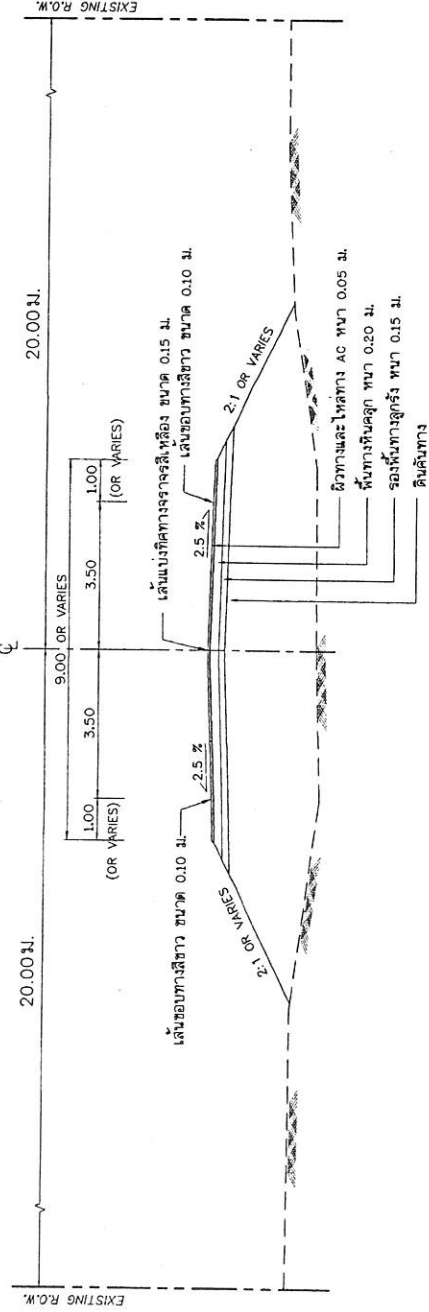 EXISTING R.O.W.
20.00 ม.
℄
20.00 ม.
EXISTING R.O.W.
9.00 OR VARIES
1.00
(OR VARIES)
3.50
3.50
1.00
(OR VARIES)
เส้นขอบทางสีขาว ขนาด 0.10 ม.
เส้นแบ่งทิศทางจราจรสีเหลือง ขนาด 0.15 ม.
เส้นขอบทางสีขาว ขนาด 0.10 ม.
2.5 %
2.5 %
2:1 OR VARIES
2:1 OR VARIES
ผิวทางและไหล่ทาง AC หนา 0.05 ม.
พื้นทางหินคลุก หนา 0.20 ม.
รองพื้นทางลูกรัง หนา 0.15 ม.
ดินคันทาง